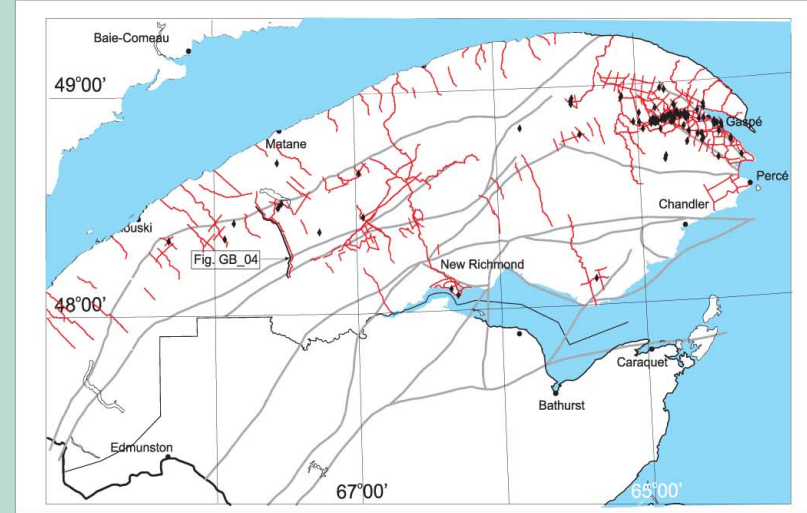 Baie-Comeau
49°00'
Gaspé
Matane
Percé
Chandler
ouski
Fig. GB_04
New Richmond
48°00'
Caraquet
Bathurst
Edmunston
67°00'
65°00'